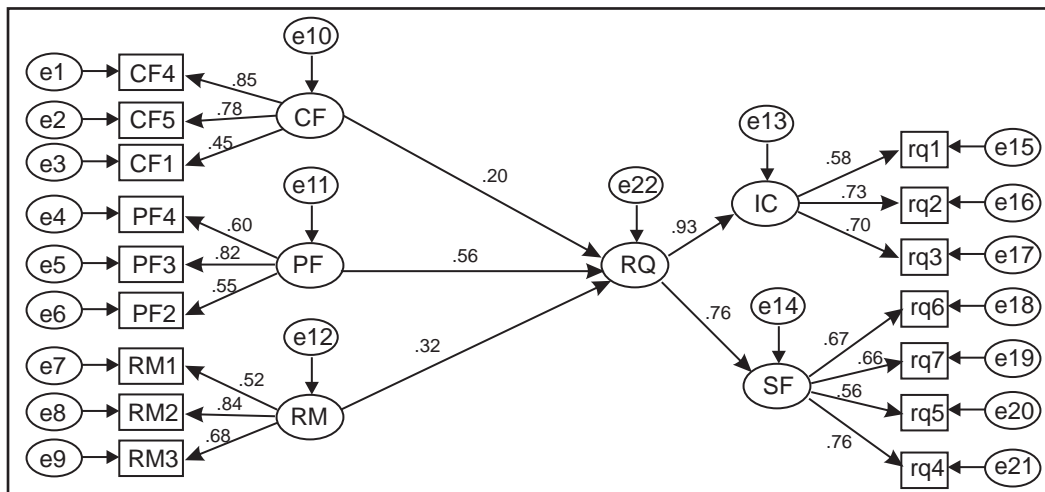 e10
e1 CF4 .85
e2 CF5 .78 CF
e3 CF1 .45
.20
e11
e4 PF4 .60
e5 PF3 .82 PF .56
e6 PF2 .55
e12
e7 RM1 .52 .32
e8 RM2 .84 RM
e9 RM3 .68
e22
RQ
.93
.76
e13
IC
.58 rq1 e15
.73 rq2 e16
.70 rq3 e17
e14
SF
.67 rq6 e18
.66 rq7 e19
.56 rq5 e20
.76 rq4 e21